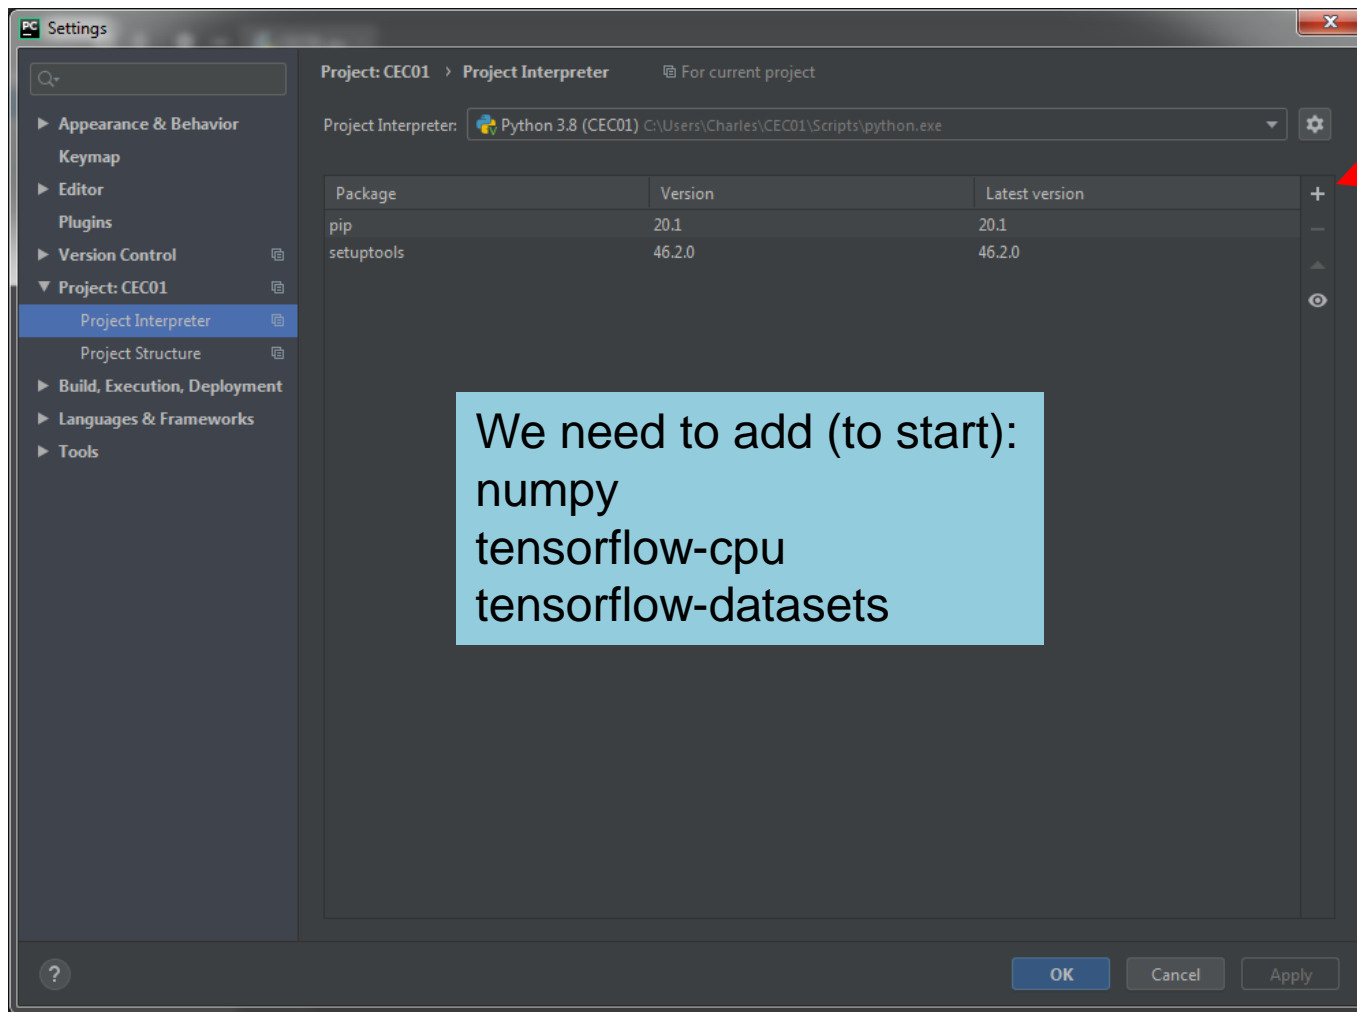 PC Settings
Project: CEC01 › Project Interpreter For current project
Appearance & Behavior
Keymap
Editor
Plugins
Version Control
Project: CEC01
Project Interpreter
Project Structure
Build, Execution, Deployment
Languages & Frameworks
Tools
Project Interpreter: Python 3.8 (CEC01) C:\Users\Charles\CEC01\Scripts\python.exe
Package Version Latest version
pip 20.1 20.1
setuptools 46.2.0 46.2.0
We need to add (to start):
numpy
tensorflow-cpu
tensorflow-datasets
? OK Cancel Apply